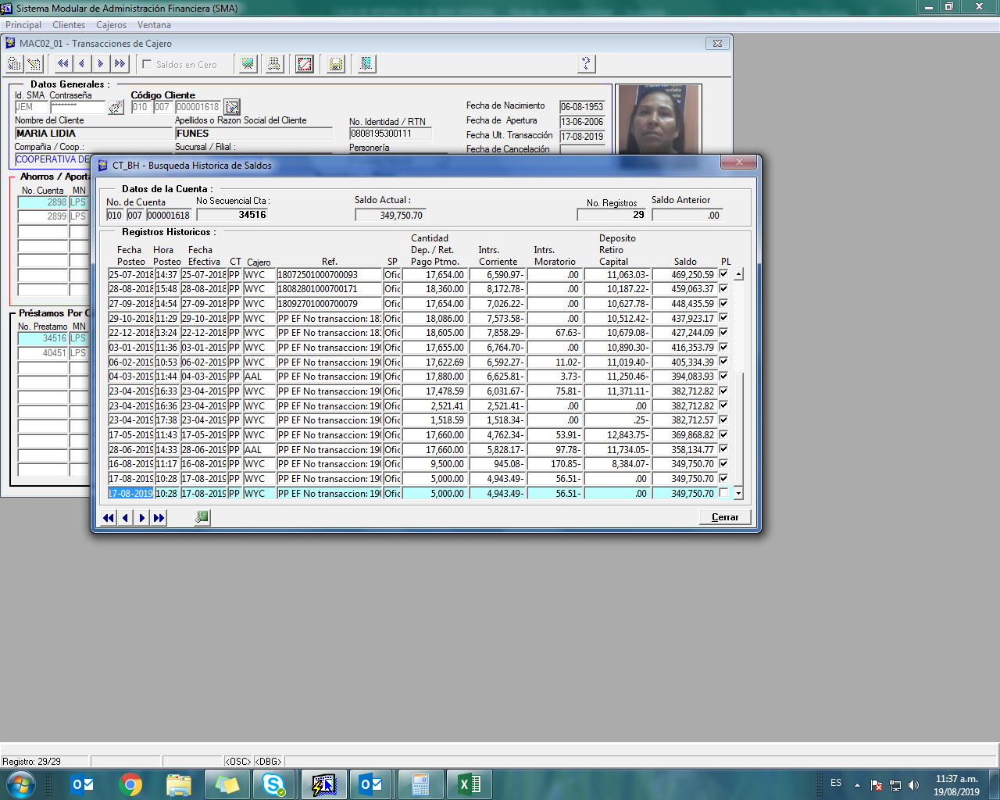 Sistema Modular de Administración Financiera (SMA)
Principal Clientes Cajeros Ventana
MAC02_01 - Transacciones de Cajero
Saldos en Cero
Datos Generales :
Id. SMA Contraseña Código Cliente
JEM ******** 010 007 000001618
Nombre del Cliente Apellidos o Razon Social del Cliente No. Identidad / RTN
MARIA LIDIA FUNES 0808195300111
Compañia / Coop.: Sucursal / Filial : Personería
COOPERATIVA DE
Fecha de Nacimiento 06-08-1953
Fecha de Apertura 13-06-2006
Fecha Ult. Transacción 17-08-2019
Fecha de Cancelación
Ahorros / Aporta
No. Cuenta MN
2898 LPS
2899 LPS
Préstamos Por C
No. Prestamo MN
34516 LPS
40451 LPS
CT_BH - Busqueda Historica de Saldos
Datos de la Cuenta :
No. de Cuenta No Secuencial Cta : Saldo Actual : No. Registros Saldo Anterior
010 007 000001618 34516 349,750.70 29 .00
Registros Historicos :
Fecha Posteo Hora Posteo Fecha Efectiva CT Cajero Ref. SP Cantidad Dep. / Ret. Pago Ptmo. Intrs. Corriente Intrs. Moratorio Deposito Retiro Capital Saldo PL
25-07-2018 14:37 25-07-2018 PP WYC 18072501000700093 Ofic 17,654.00 6,590.97- .00 11,063.03- 469,250.59
28-08-2018 15:48 28-08-2018 PP WYC 18082801000700171 Ofic 18,360.00 8,172.78- .00 10,187.22- 459,063.37
27-09-2018 14:54 27-09-2018 PP WYC 18092701000700079 Ofic 17,654.00 7,026.22- .00 10,627.78- 448,435.59
29-10-2018 11:29 29-10-2018 PP WYC PP EF No transaccion: 181 Ofic 18,086.00 7,573.58- .00 10,512.42- 437,923.17
22-12-2018 13:24 22-12-2018 PP WYC PP EF No transaccion: 181 Ofic 18,605.00 7,858.29- 67.63- 10,679.08- 427,244.09
03-01-2019 11:36 03-01-2019 PP WYC PP EF No transaccion: 190 Ofic 17,655.00 6,764.70- .00 10,890.30- 416,353.79
06-02-2019 10:53 06-02-2019 PP WYC PP EF No transaccion: 190 Ofic 17,622.69 6,592.27- 11.02- 11,019.40- 405,334.39
04-03-2019 11:44 04-03-2019 PP AAL PP EF No transaccion: 190 Ofic 17,880.00 6,625.81- 3.73- 11,250.46- 394,083.93
23-04-2019 16:33 23-04-2019 PP WYC PP EF No transaccion: 190 Ofic 17,478.59 6,031.67- 75.81- 11,371.11- 382,712.82
23-04-2019 16:36 23-04-2019 PP WYC PP EF No transaccion: 190 Ofic 2,521.41 2,521.41- .00 .00 382,712.82
23-04-2019 17:38 23-04-2019 PP WYC PP EF No transaccion: 190 Ofic 1,518.59 1,518.34- .00 .25- 382,712.57
17-05-2019 11:43 17-05-2019 PP WYC PP EF No transaccion: 190 Ofic 17,660.00 4,762.34- 53.91- 12,843.75- 369,868.82
28-06-2019 14:33 28-06-2019 PP AAL PP EF No transaccion: 190 Ofic 17,660.00 5,828.17- 97.78- 11,734.05- 358,134.77
16-08-2019 11:17 16-08-2019 PP WYC PP EF No transaccion: 190 Ofic 9,500.00 945.08- 170.85- 8,384.07- 349,750.70
17-08-2019 10:28 17-08-2019 PP WYC PP EF No transaccion: 190 Ofic 5,000.00 4,943.49- 56.51- .00 349,750.70
17-08-2019 10:28 17-08-2019 PP WYC PP EF No transaccion: 190 Ofic 5,000.00 4,943.49- 56.51- .00 349,750.70
Cerrar
Registro: 29/29 <OSC> <DBG>
ES 11:37 a.m.
19/08/2019